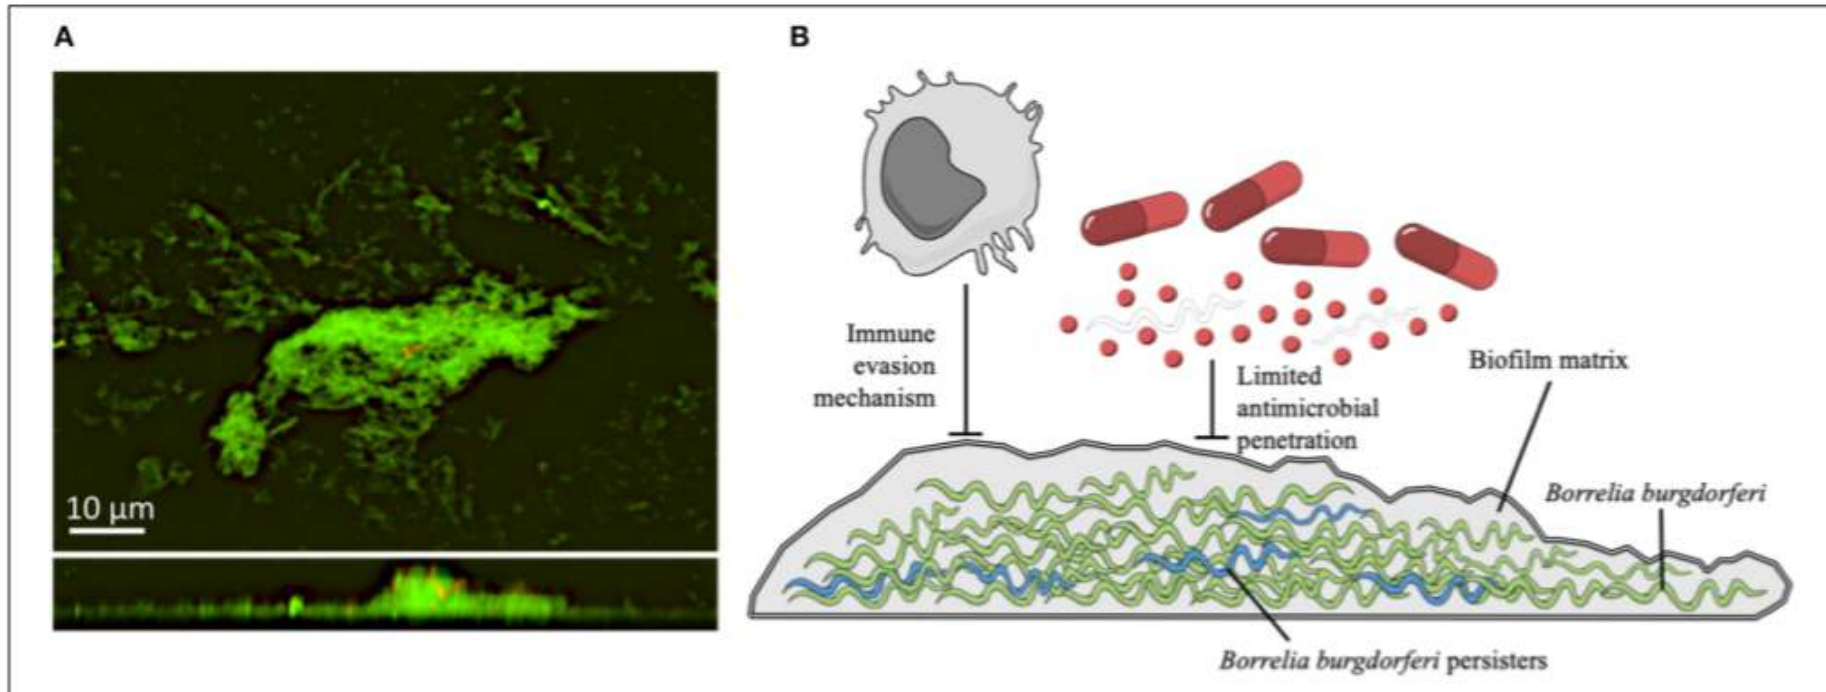 A
B
10 µm
Immune
evasion
mechanism
Limited
antimicrobial
penetration
Biofilm matrix
Borrelia burgdorferi
Borrelia burgdorferi persisters